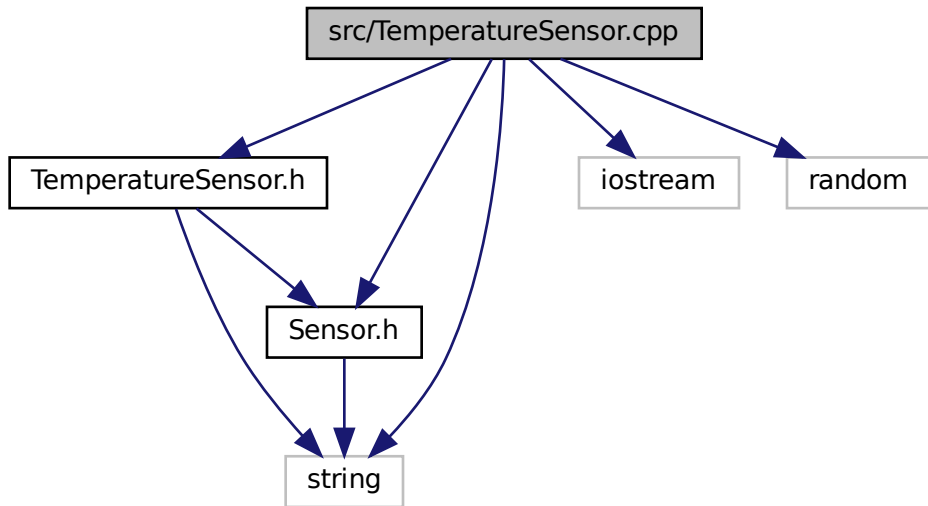 src/TemperatureSensor.cpp
TemperatureSensor.h
iostream
random
Sensor.h
string